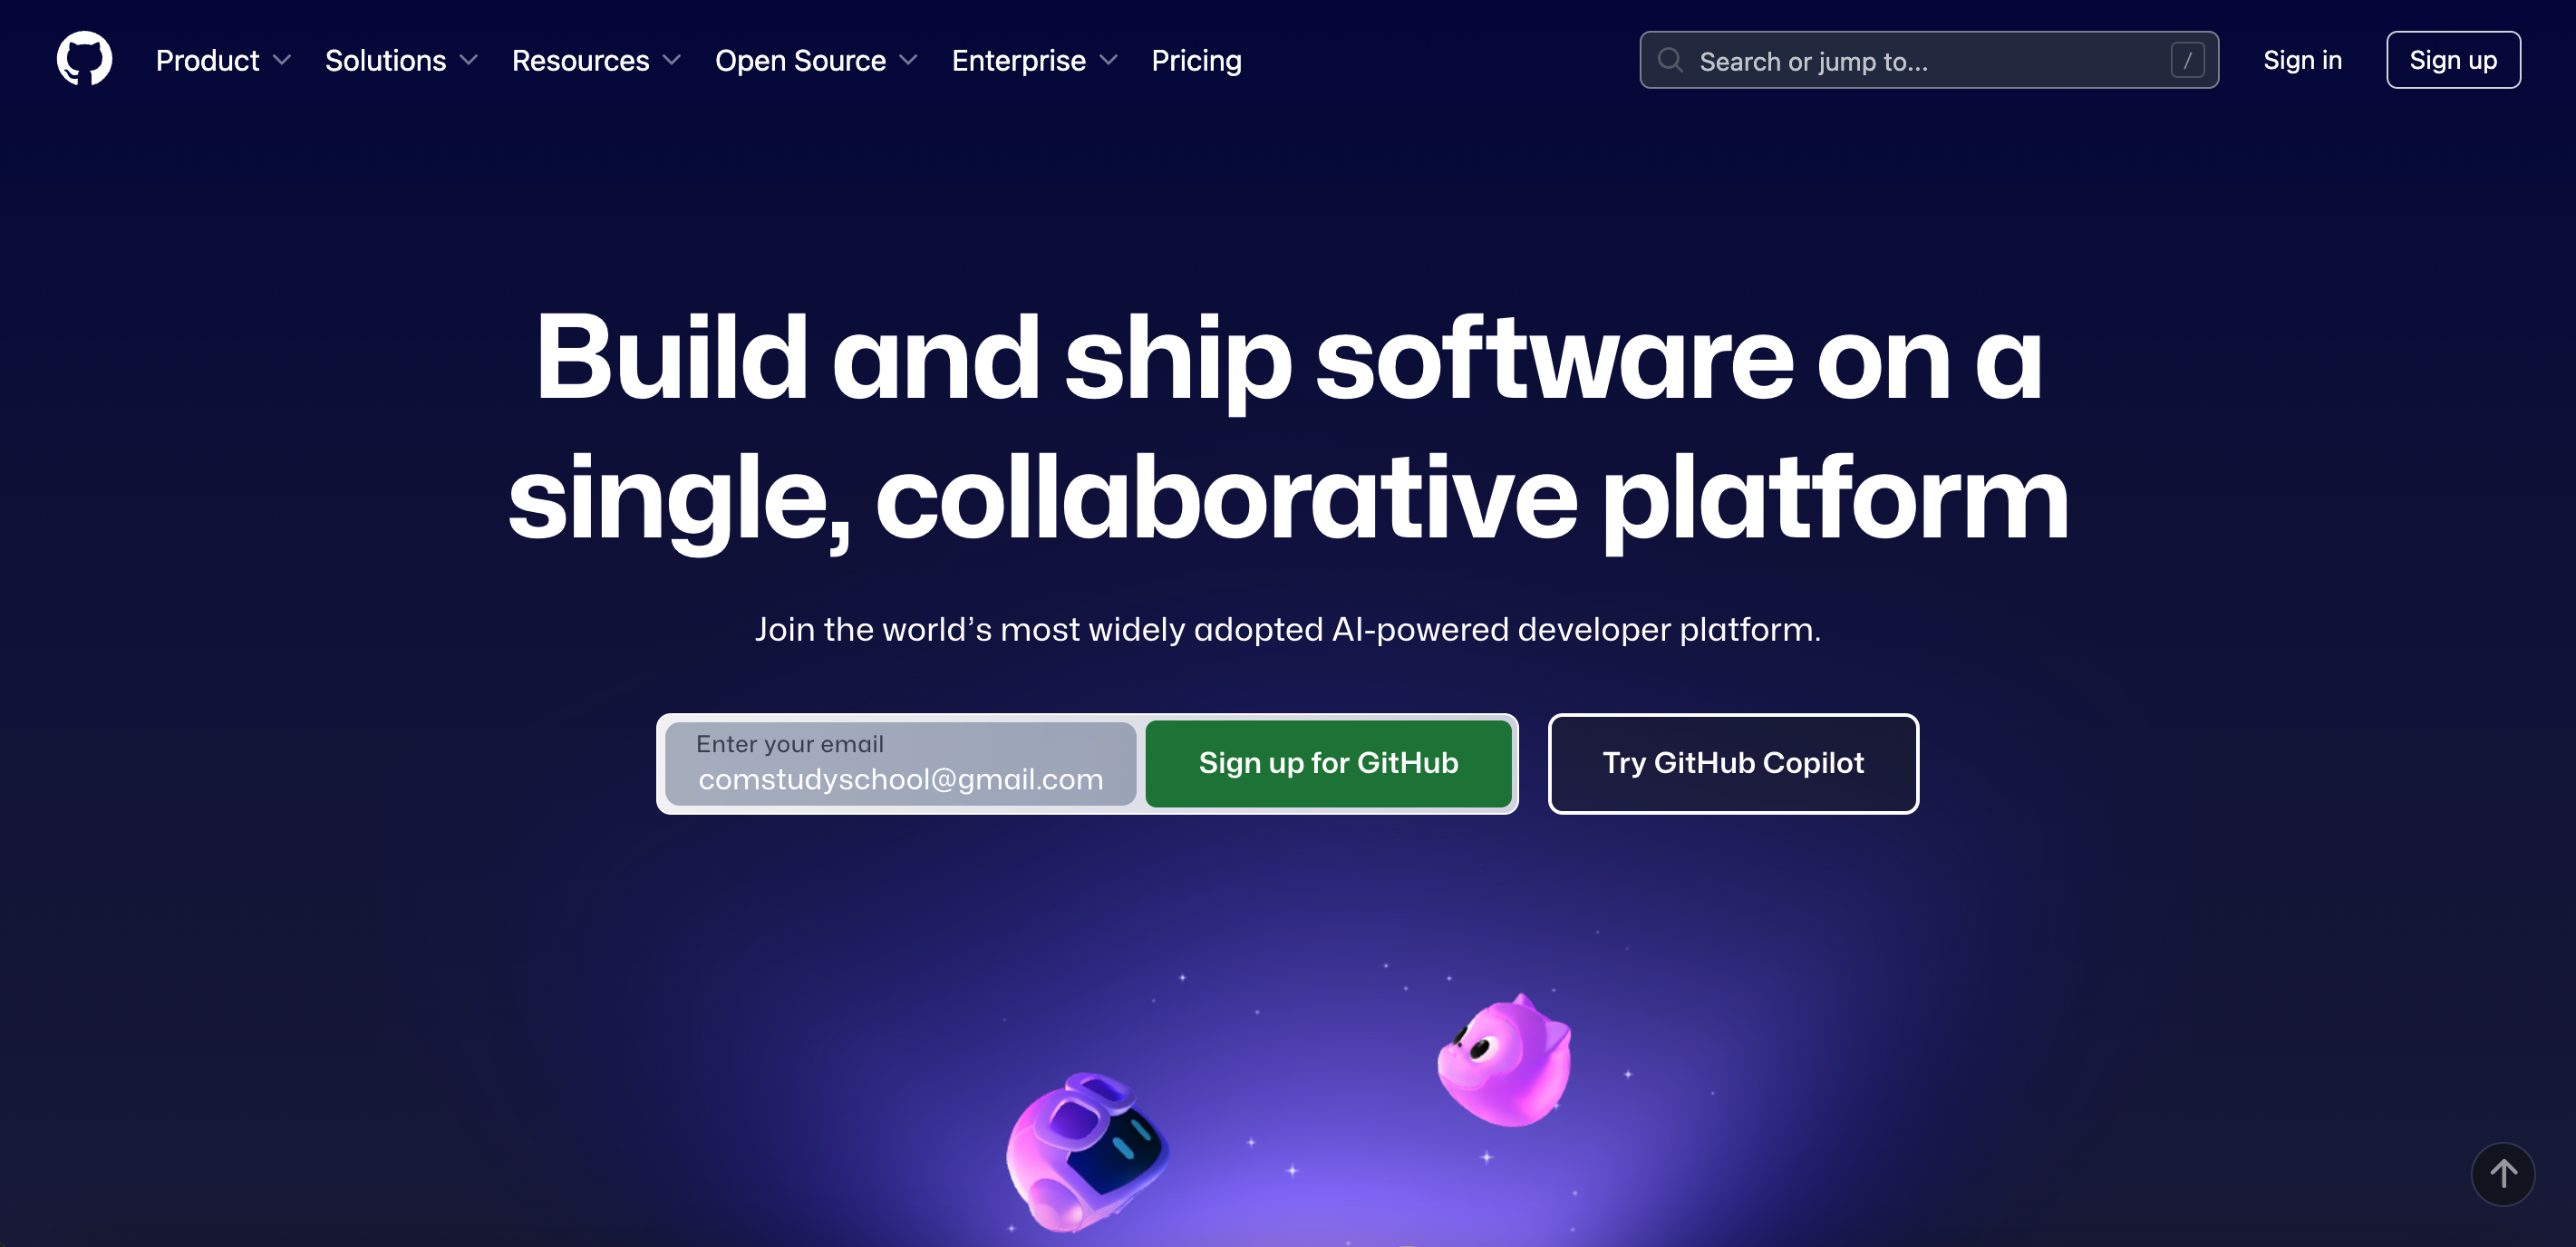 Product Solutions Resources Open Source Enterprise Pricing Search or jump to... / Sign in Sign up
Build and ship software on a
single, collaborative platform
Join the world’s most widely adopted AI-powered developer platform.
Enter your email
comstudyschool@gmail.com
Sign up for GitHub Try GitHub Copilot